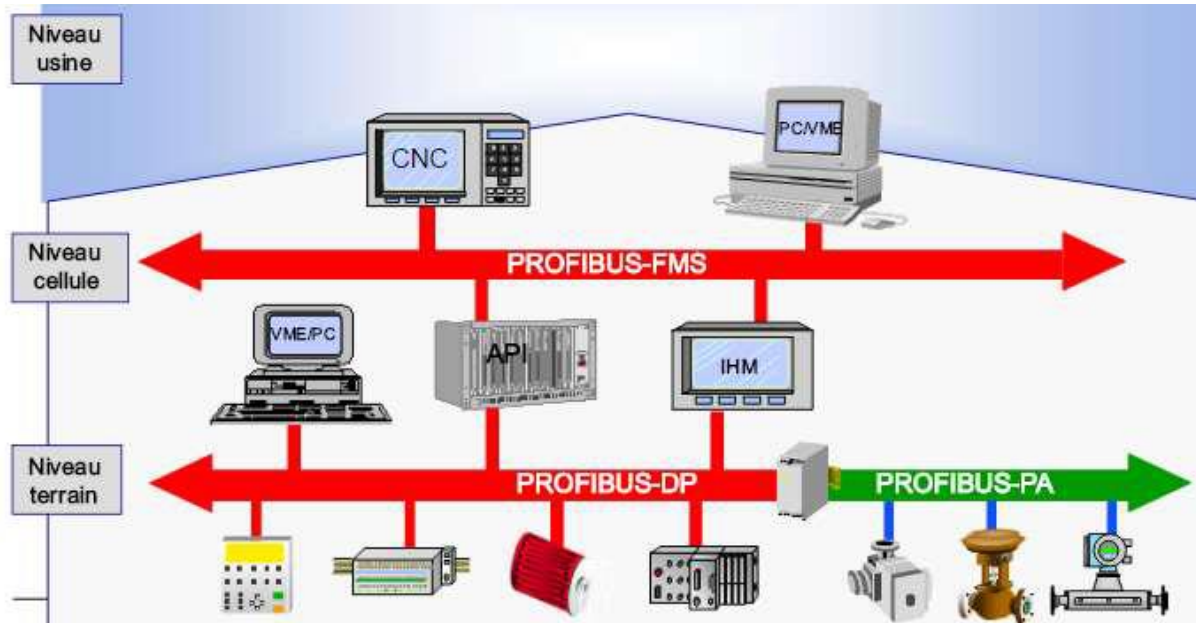 Niveau
usine
CNC
PC/VME
Niveau
cellule
PROFIBUS-FMS
VME/PC
API
IHM
Niveau
terrain
PROFIBUS-DP
PROFIBUS-PA